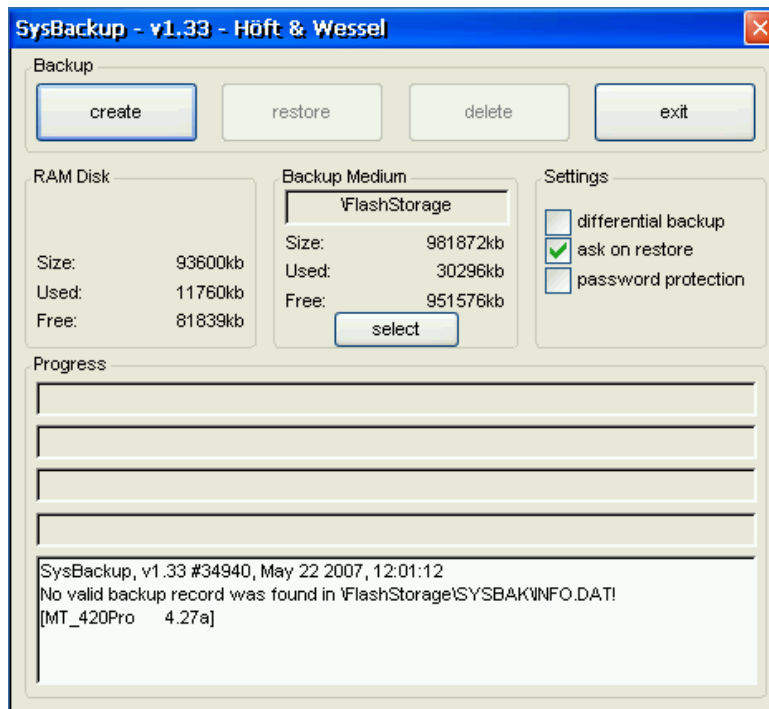 SysBackup - v1.33 - Höft & Wessel
Backup
create restore delete exit
RAM Disk
Size: 93600kb
Used: 11760kb
Free: 81839kb
Backup Medium
\FlashStorage
Size: 981872kb
Used: 30296kb
Free: 951576kb
select
Settings
differential backup
ask on restore
password protection
Progress
SysBackup, v1.33 #34940, May 22 2007, 12:01:12
No valid backup record was found in \FlashStorage\SYSBAK\INFO.DAT!
[MT_420Pro 4.27a]